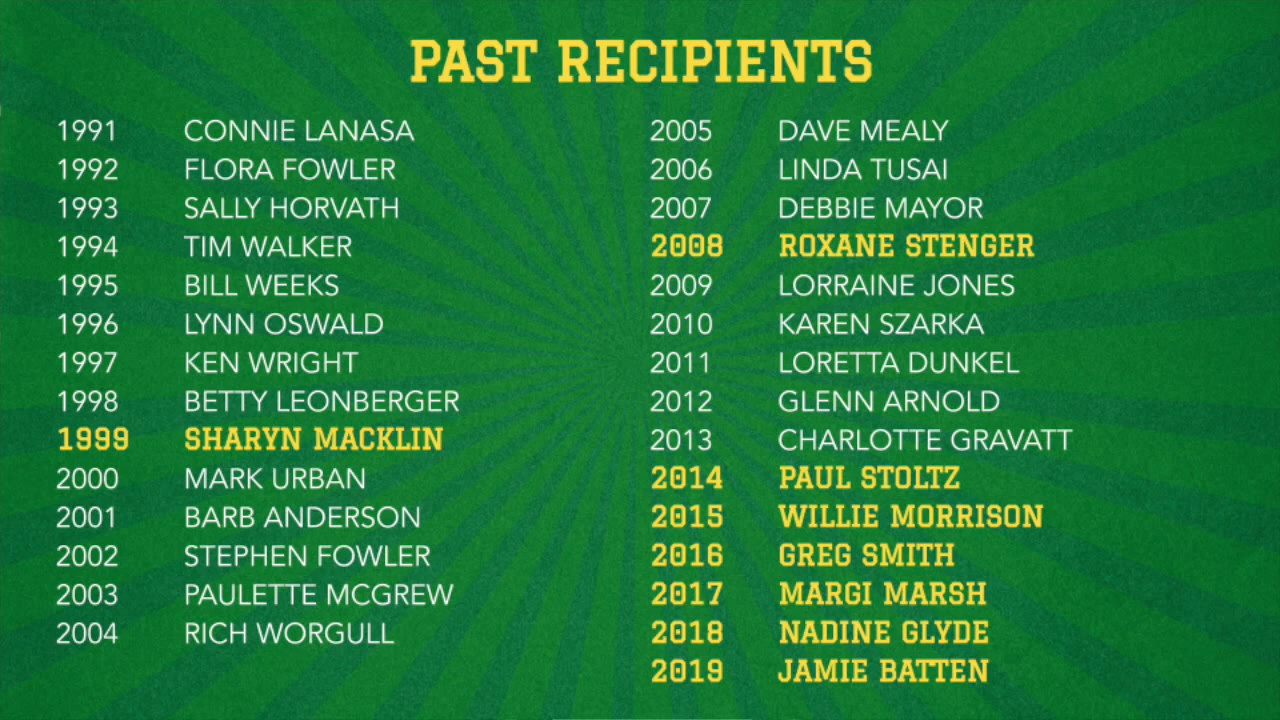 PAST RECIPIENTS
1991 CONNIE LANASA
1992 FLORA FOWLER
1993 SALLY HORVATH
1994 TIM WALKER
1995 BILL WEEKS
1996 LYNN OSWALD
1997 KEN WRIGHT
1998 BETTY LEONBERGER
1999 SHARYN MACKLIN
2000 MARK URBAN
2001 BARB ANDERSON
2002 STEPHEN FOWLER
2003 PAULETTE MCGREW
2004 RICH WORGULL
2005 DAVE MEALY
2006 LINDA TUSAI
2007 DEBBIE MAYOR
2008 ROXANE STENGER
2009 LORRAINE JONES
2010 KAREN SZARKA
2011 LORETTA DUNKEL
2012 GLENN ARNOLD
2013 CHARLOTTE GRAVATT
2014 PAUL STOLTZ
2015 WILLIE MORRISON
2016 GREG SMITH
2017 MARGI MARSH
2018 NADINE GLYDE
2019 JAMIE BATTEN